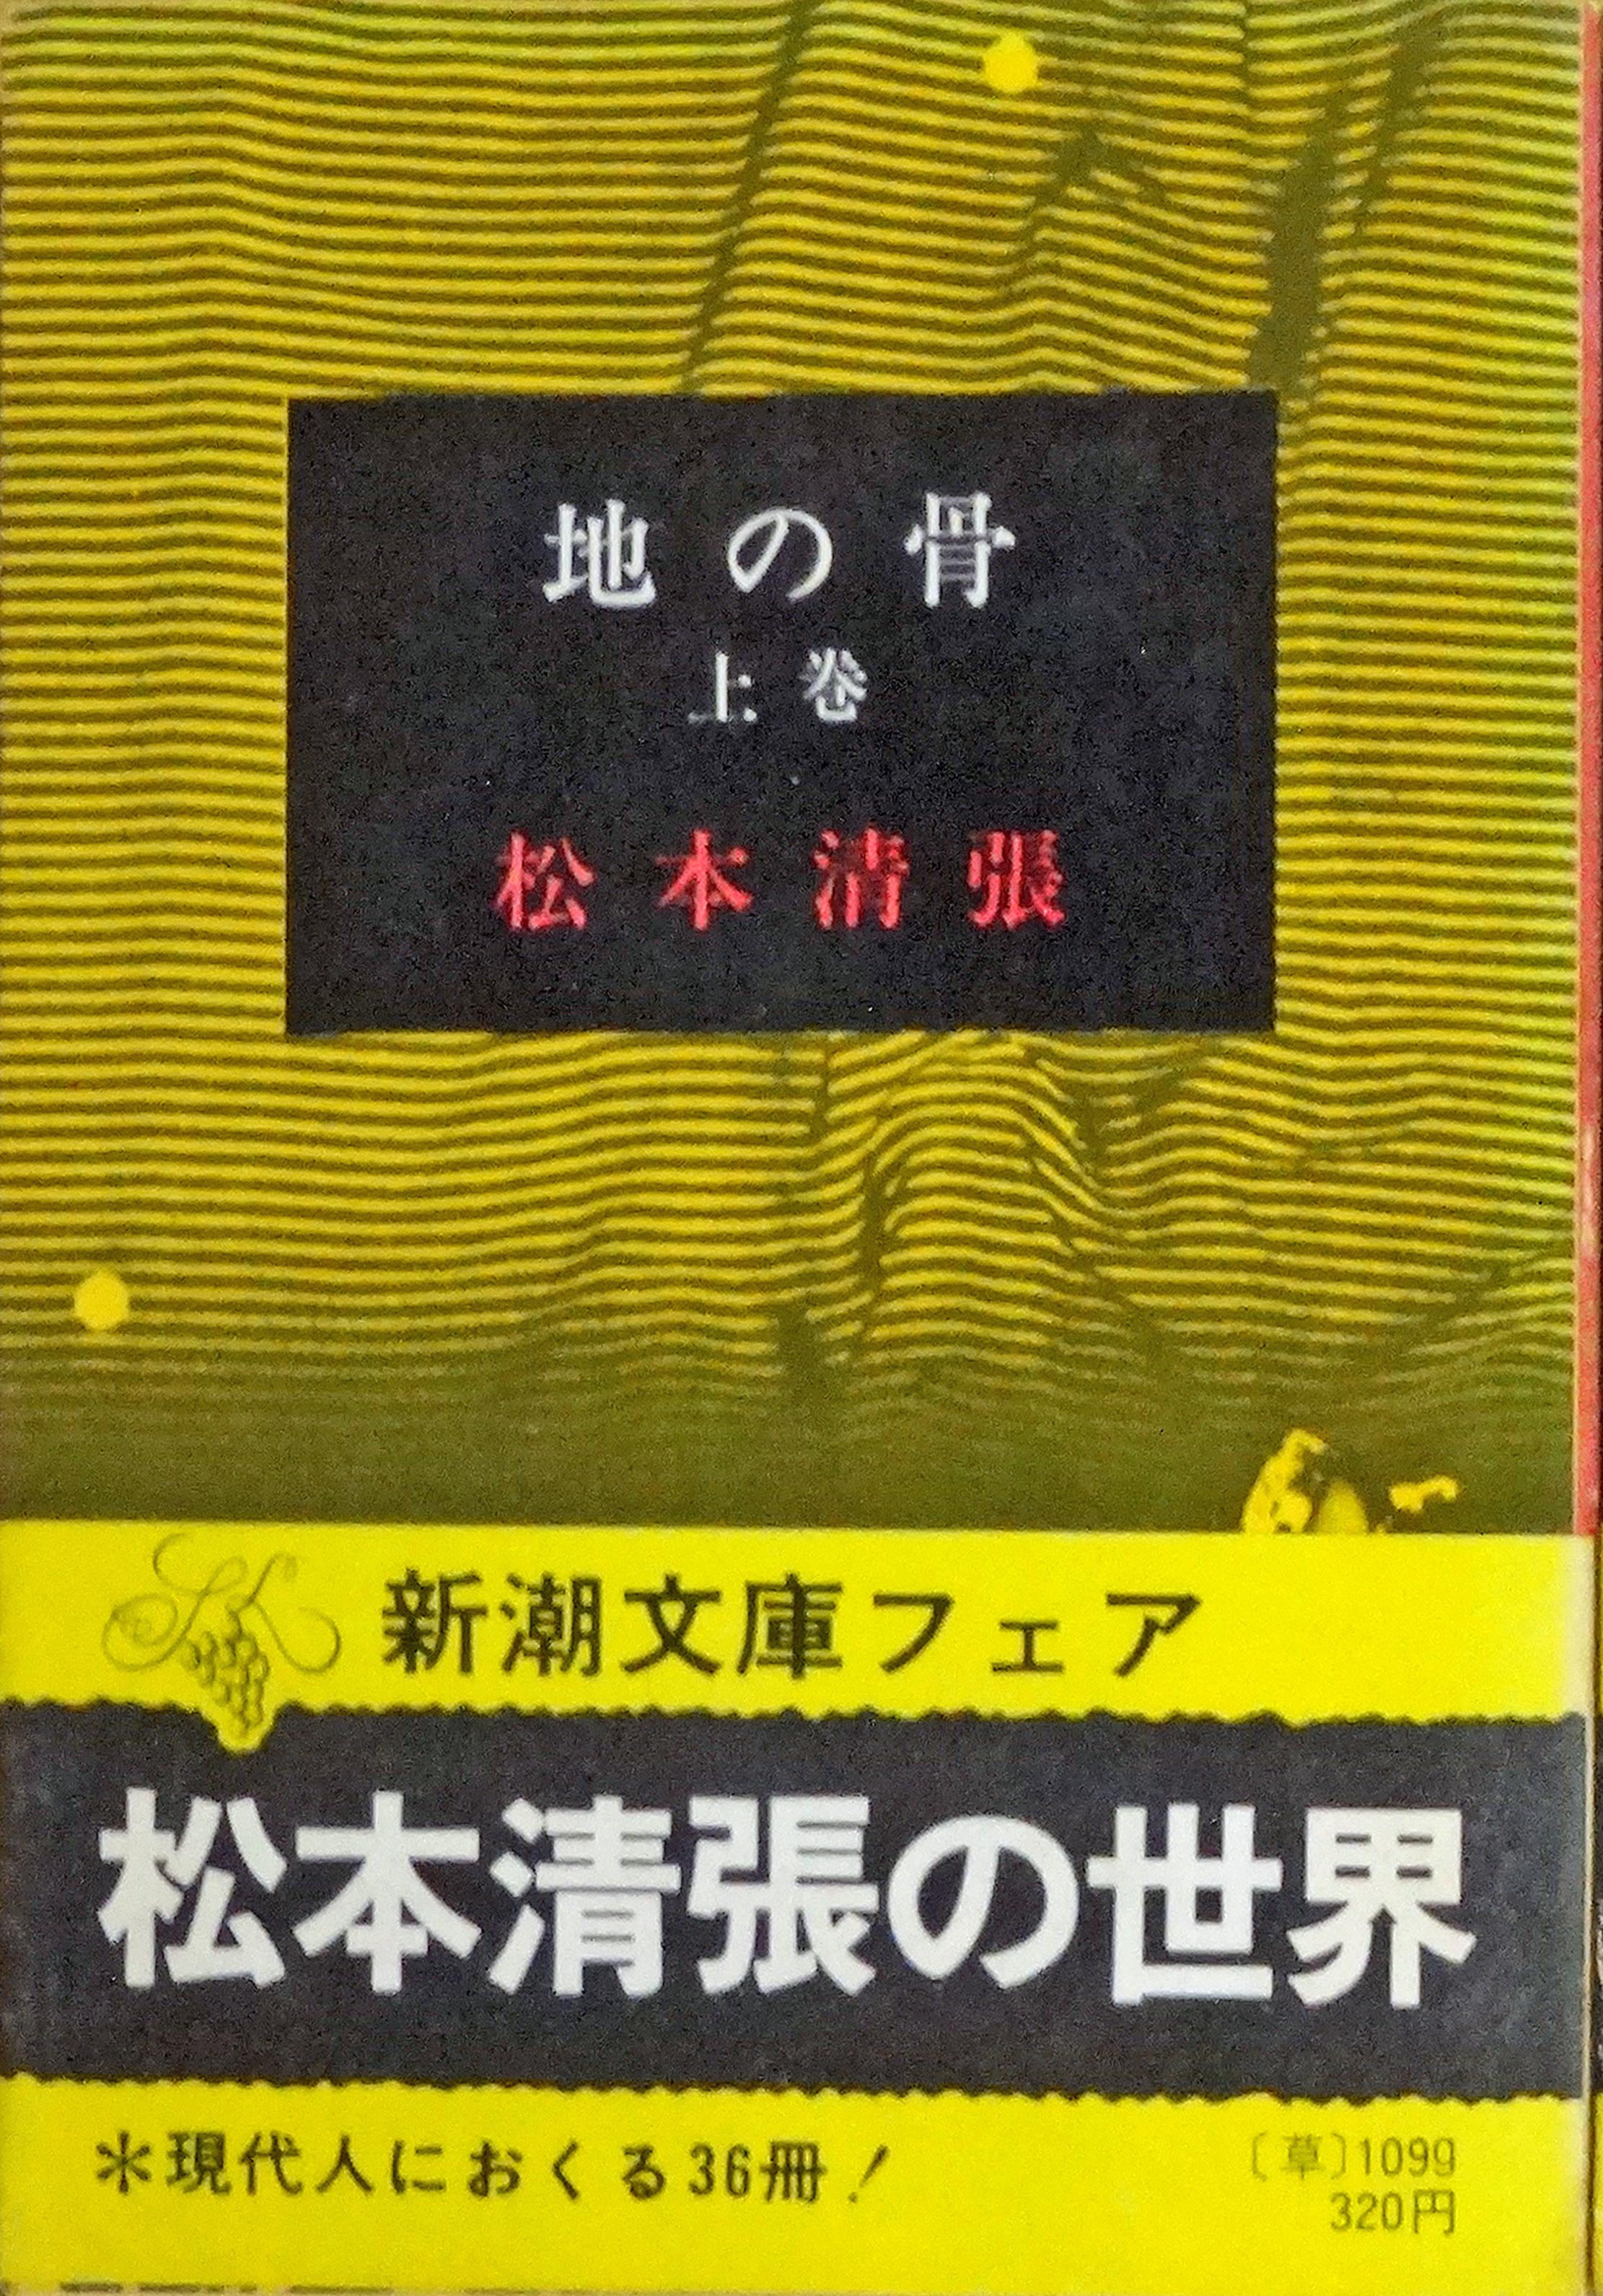 地の骨
上巻
松本清張
新潮文庫フェア
松本清張の世界
＊現代人におくる36冊！
〔草〕109g
320円